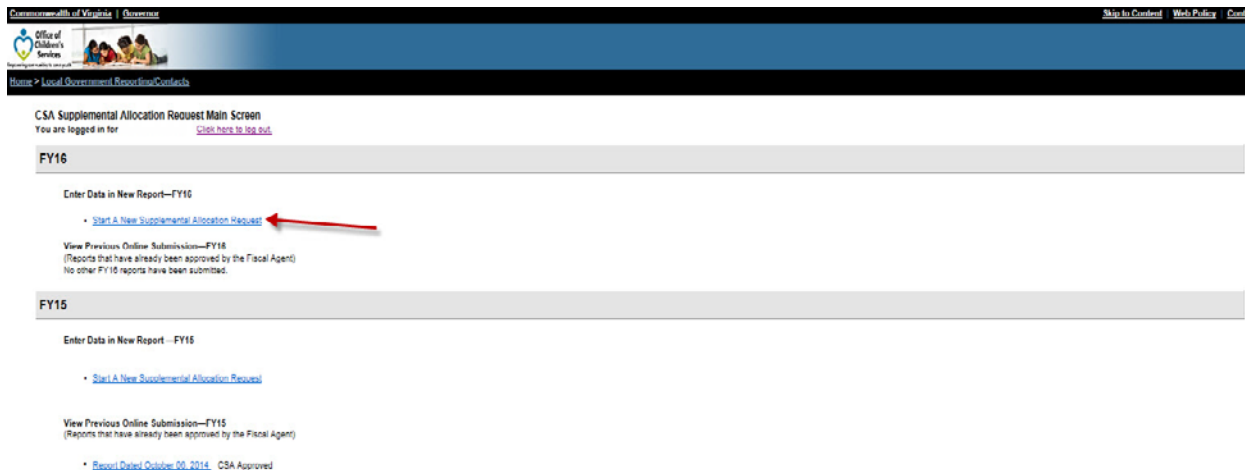 Commonwealth of Virginia | Governor
Skip to Content | Web Policy | Cont
Office of
Children's
Services
Home > Local Government Reporting/Contacts
CSA Supplemental Allocation Request Main Screen
You are logged in for Click here to log out.
FY16
Enter Data in New Report—FY16
• Start A New Supplemental Allocation Request
View Previous Online Submission—FY16
(Reports that have already been approved by the Fiscal Agent)
No other FY16 reports have been submitted.
FY15
Enter Data in New Report —FY15
• Start A New Supplemental Allocation Request
View Previous Online Submission—FY15
(Reports that have already been approved by the Fiscal Agent)
• Report Dated October 06, 2014 CSA Approved